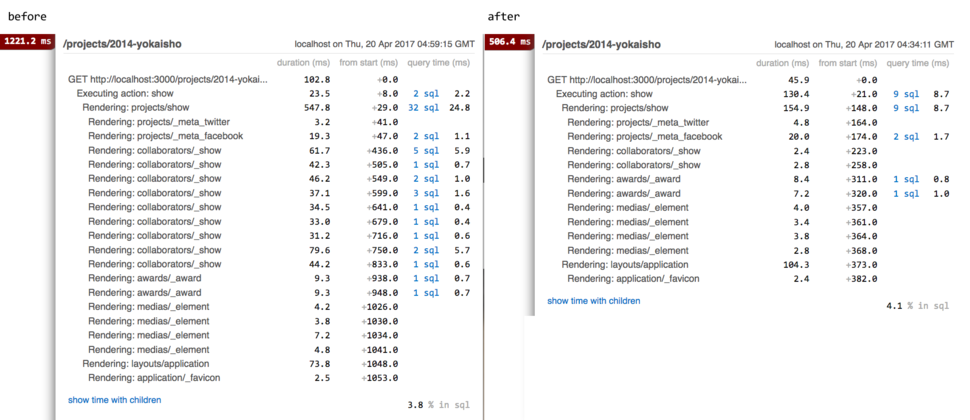 before
1221.2 ms
/projects/2014-yokaisho localhost on Thu, 20 Apr 2017 04:59:15 GMT
duration (ms) from start (ms) query time (ms)
GET http://localhost:3000/projects/2014-yokai... 102.8 +0.0
Executing action: show 23.5 +8.0 2 sql 2.2
Rendering: projects/show 547.8 +29.0 32 sql 24.8
Rendering: projects/_meta_twitter 3.2 +41.0
Rendering: projects/_meta_facebook 19.3 +47.0 2 sql 1.1
Rendering: collaborators/_show 61.7 +436.0 5 sql 5.9
Rendering: collaborators/_show 42.3 +505.0 1 sql 0.7
Rendering: collaborators/_show 46.2 +549.0 2 sql 1.0
Rendering: collaborators/_show 37.1 +599.0 3 sql 1.6
Rendering: collaborators/_show 34.5 +641.0 1 sql 0.4
Rendering: collaborators/_show 33.0 +679.0 1 sql 0.4
Rendering: collaborators/_show 31.2 +716.0 1 sql 0.6
Rendering: collaborators/_show 79.6 +750.0 2 sql 5.7
Rendering: collaborators/_show 44.2 +833.0 1 sql 0.6
Rendering: awards/_award 9.3 +938.0 1 sql 0.7
Rendering: awards/_award 9.3 +948.0 1 sql 0.7
Rendering: medias/_element 4.2 +1026.0
Rendering: medias/_element 3.8 +1030.0
Rendering: medias/_element 7.2 +1034.0
Rendering: medias/_element 4.8 +1041.0
Rendering: layouts/application 73.8 +1048.0
Rendering: application/_favicon 2.5 +1053.0
show time with children
3.8 % in sql
after
506.4 ms
/projects/2014-yokaisho localhost on Thu, 20 Apr 2017 04:34:11 GMT
duration (ms) from start (ms) query time (ms)
GET http://localhost:3000/projects/2014-yokai... 45.9 +0.0
Executing action: show 130.4 +21.0 9 sql 8.7
Rendering: projects/show 154.9 +148.0 9 sql 8.7
Rendering: projects/_meta_twitter 4.8 +164.0
Rendering: projects/_meta_facebook 20.0 +174.0 2 sql 1.7
Rendering: collaborators/_show 2.4 +223.0
Rendering: collaborators/_show 2.8 +258.0
Rendering: awards/_award 8.4 +311.0 1 sql 0.8
Rendering: awards/_award 7.2 +320.0 1 sql 1.0
Rendering: medias/_element 4.0 +357.0
Rendering: medias/_element 3.4 +361.0
Rendering: medias/_element 3.8 +364.0
Rendering: medias/_element 2.8 +368.0
Rendering: layouts/application 104.3 +373.0
Rendering: application/_favicon 2.4 +382.0
show time with children
4.1 % in sql